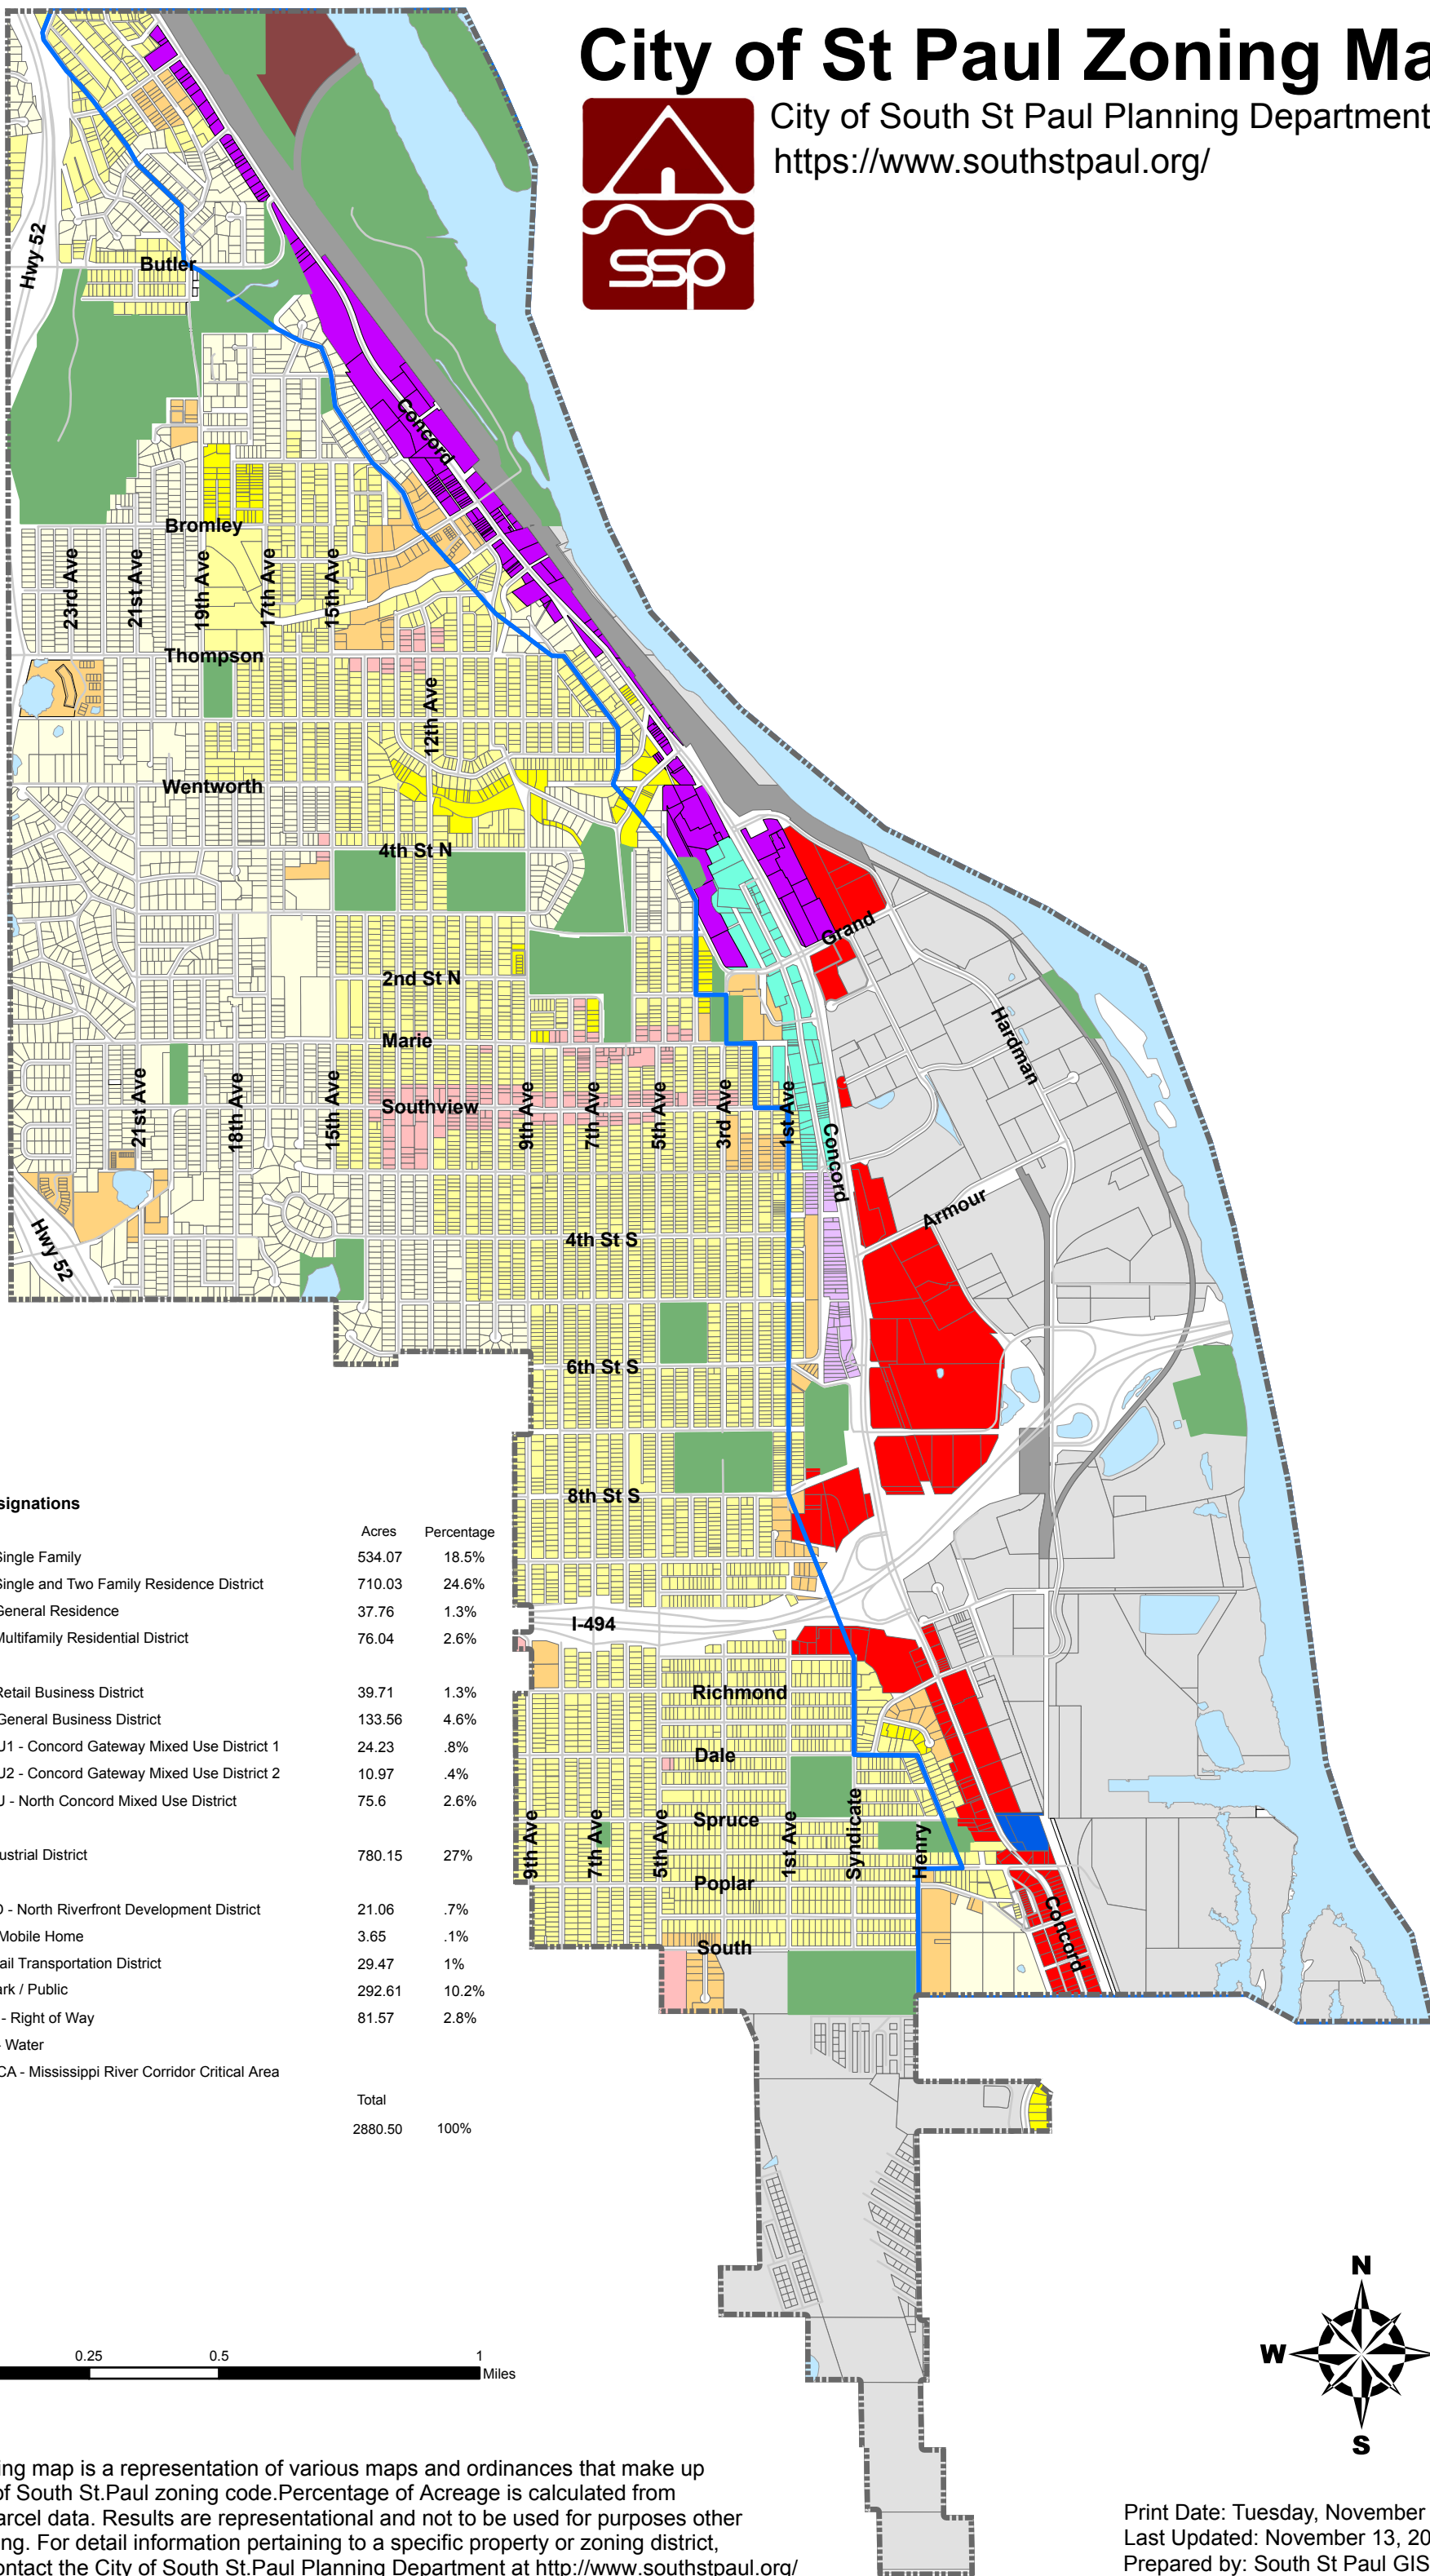 City of St Paul Zoning Ma
City of South St Paul Planning Department
https://www.southstpaul.org/
ssp
Hwy 52
Butler
Concord
Bromley
23rd Ave
21st Ave
19th Ave
17th Ave
15th Ave
Thompson
12th Ave
Wentworth
4th St N
Grand
2nd St N
Hardman
Marie
21st Ave
18th Ave
15th Ave
Southview
9th Ave
7th Ave
5th Ave
3rd Ave
1st Ave
Concord
Armour
Hwy 52
4th St S
6th St S
8th St S
signations
Acres Percentage
Single Family 534.07 18.5%
Single and Two Family Residence District 710.03 24.6%
General Residence 37.76 1.3%
Multifamily Residential District 76.04 2.6%
Retail Business District 39.71 1.3%
General Business District 133.56 4.6%
U1 - Concord Gateway Mixed Use District 1 24.23 .8%
U2 - Concord Gateway Mixed Use District 2 10.97 .4%
U - North Concord Mixed Use District 75.6 2.6%
ustrial District 780.15 27%
D - North Riverfront Development District 21.06 .7%
Mobile Home 3.65 .1%
ail Transportation District 29.47 1%
ark / Public 292.61 10.2%
- Right of Way 81.57 2.8%
- Water
CA - Mississippi River Corridor Critical Area
Total
2880.50 100%
I-494
Richmond
Dale
Spruce
9th Ave
7th Ave
5th Ave
1st Ave
Syndicate
Henry
Poplar
South
Concord
0.25 0.5 1
Miles
N
W
S
ing map is a representation of various maps and ordinances that make up
of South St.Paul zoning code.Percentage of Acreage is calculated from
arcel data. Results are representational and not to be used for purposes other
ng. For detail information pertaining to a specific property or zoning district,
ontact the City of South St.Paul Planning Department at http://www.southstpaul.org/
Print Date: Tuesday, November
Last Updated: November 13, 20
Prepared by: South St Paul GIS